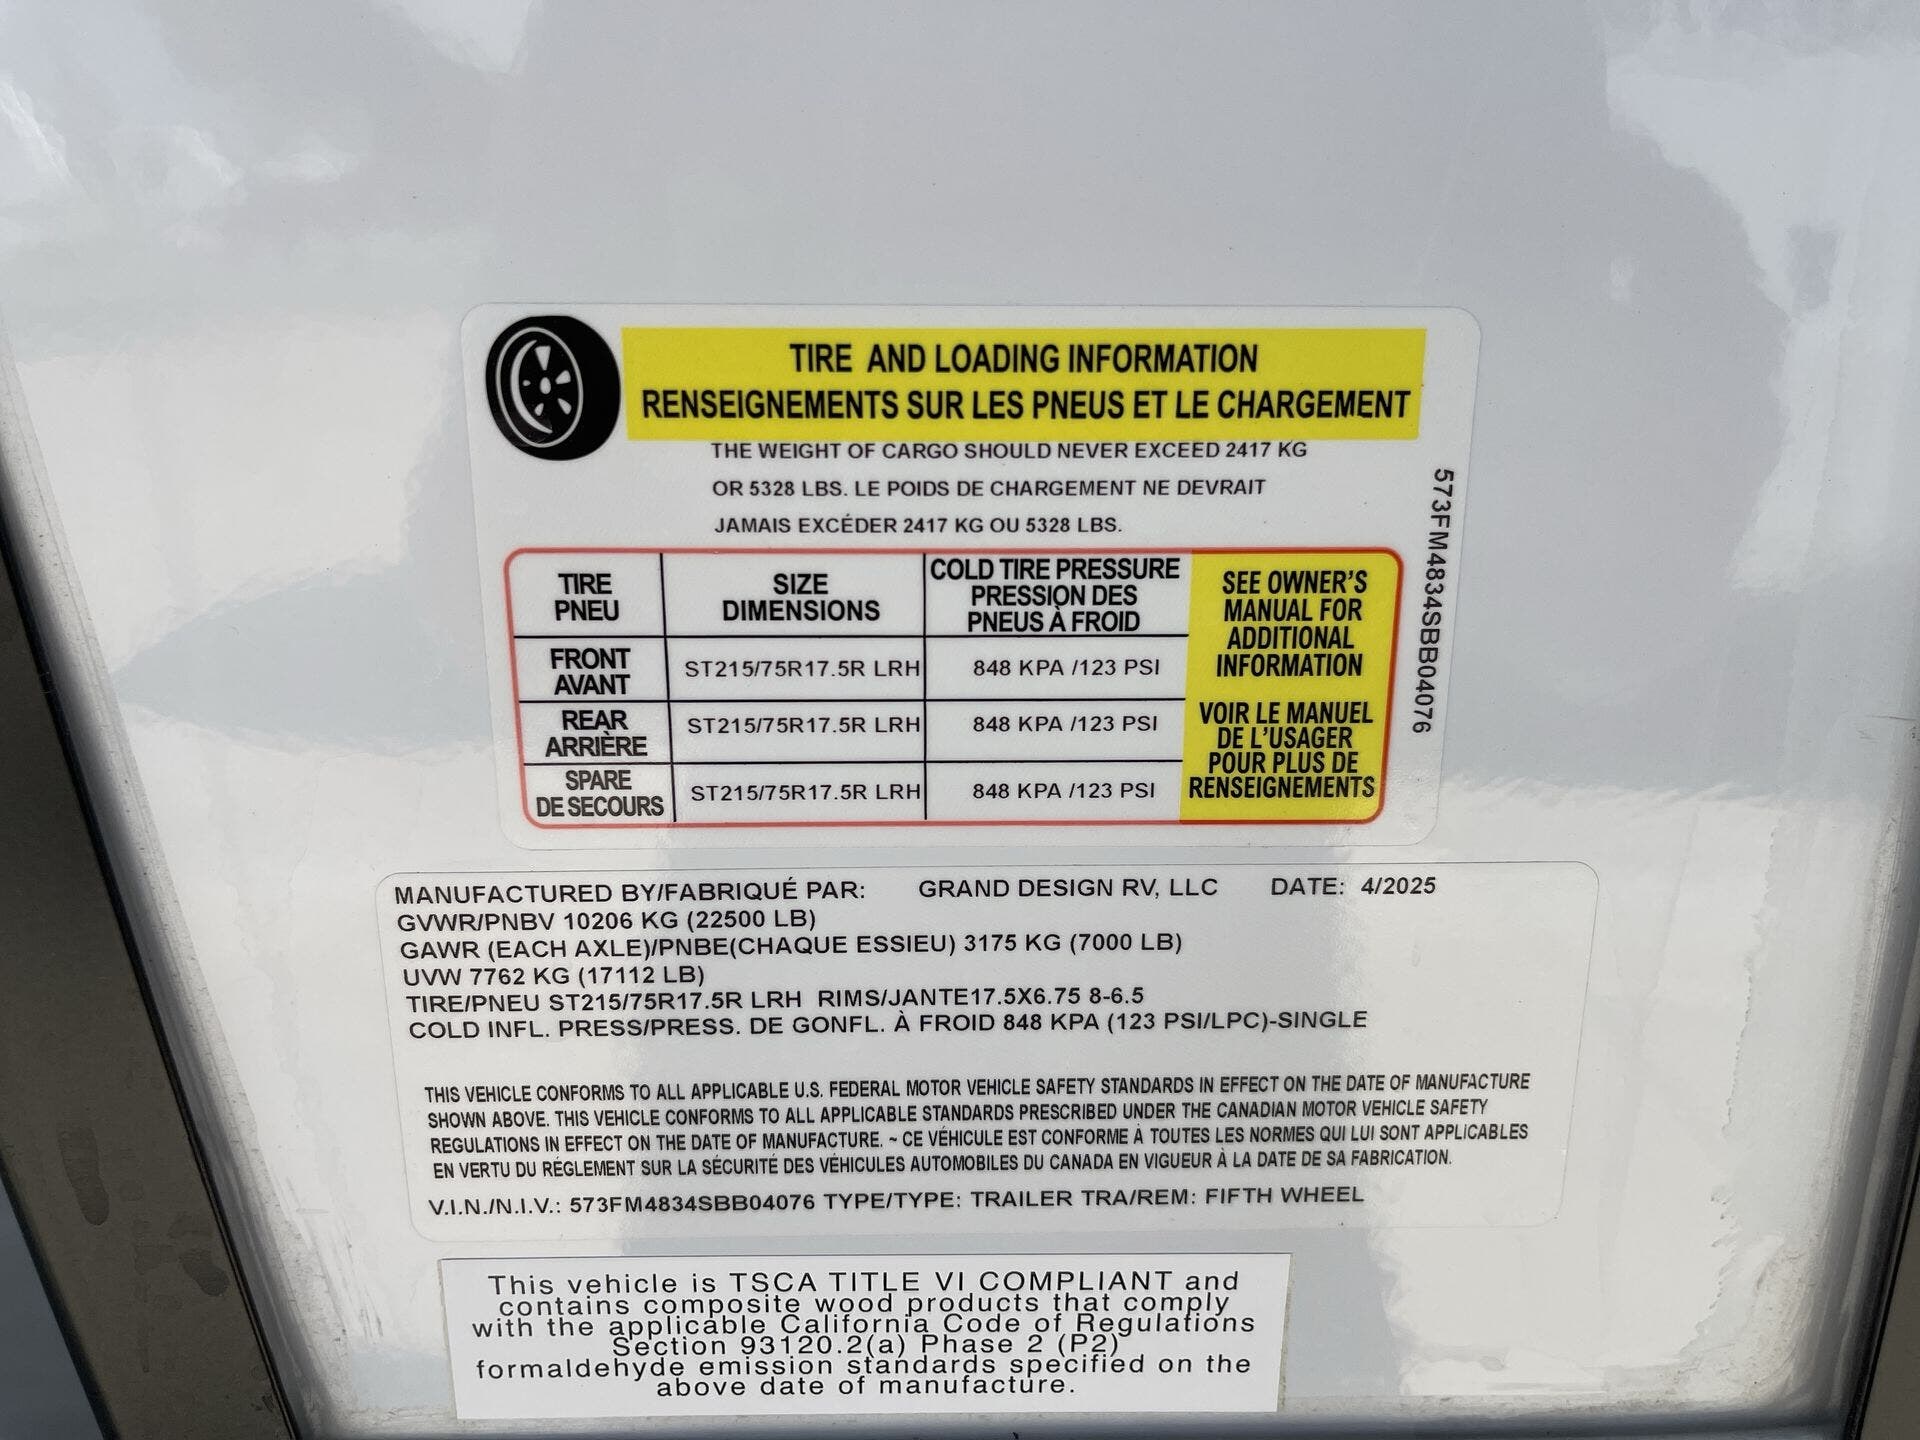 TIRE AND LOADING INFORMATION
RENSEIGNEMENTS SUR LES PNEUS ET LE CHARGEMENT
THE WEIGHT OF CARGO SHOULD NEVER EXCEED 2417 KG
OR 5328 LBS. LE POIDS DE CHARGEMENT NE DEVRAIT
JAMAIS EXCÉDER 2417 KG OU 5328 LBS.
TIRE
PNEU
SIZE
DIMENSIONS
COLD TIRE PRESSURE
PRESSION DES
PNEUS À FROID
FRONT
AVANT
ST215/75R17.5R LRH
848 KPA /123 PSI
REAR
ARRIÈRE
ST215/75R17.5R LRH
848 KPA /123 PSI
SPARE
DE SECOURS
ST215/75R17.5R LRH
848 KPA /123 PSI
SEE OWNER'S
MANUAL FOR
ADDITIONAL
INFORMATION
VOIR LE MANUEL
DE L'USAGER
POUR PLUS DE
RENSEIGNEMENTS
573FM4834SBB04076
MANUFACTURED BY/FABRIQUÉ PAR: GRAND DESIGN RV, LLC DATE: 4/2025
GVWR/PNBV 10206 KG (22500 LB)
GAWR (EACH AXLE)/PNBE(CHAQUE ESSIEU) 3175 KG (7000 LB)
UVW 7762 KG (17112 LB)
TIRE/PNEU ST215/75R17.5R LRH RIMS/JANTE17.5X6.75 8-6.5
COLD INFL. PRESS/PRESS. DE GONFL. À FROID 848 KPA (123 PSI/LPC)-SINGLE
THIS VEHICLE CONFORMS TO ALL APPLICABLE U.S. FEDERAL MOTOR VEHICLE SAFETY STANDARDS IN EFFECT ON THE DATE OF MANUFACTURE
SHOWN ABOVE. THIS VEHICLE CONFORMS TO ALL APPLICABLE STANDARDS PRESCRIBED UNDER THE CANADIAN MOTOR VEHICLE SAFETY
REGULATIONS IN EFFECT ON THE DATE OF MANUFACTURE. ~ CE VÉHICULE EST CONFORME À TOUTES LES NORMES QUI LUI SONT APPLICABLES
EN VERTU DU RÉGLEMENT SUR LA SÉCURITÉ DES VÉHICULES AUTOMOBILES DU CANADA EN VIGUEUR À LA DATE DE SA FABRICATION.
V.I.N./N.I.V.: 573FM4834SBB04076 TYPE/TYPE: TRAILER TRA/REM: FIFTH WHEEL
This vehicle is TSCA TITLE VI COMPLIANT and
contains composite wood products that comply
with the applicable California Code of Regulations
Section 93120.2(a) Phase 2 (P2)
formaldehyde emission standards specified on the
above date of manufacture.